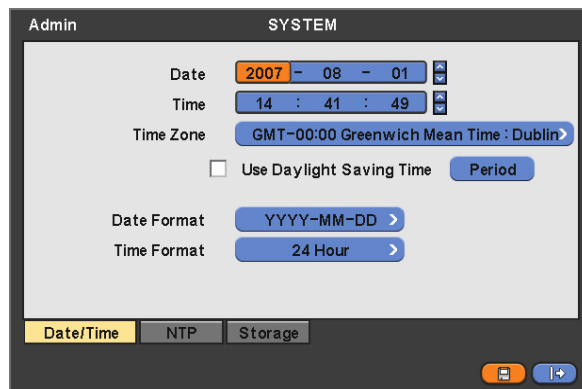 Admin SYSTEM
Date 2007 - 08 - 01
Time 14 : 41 : 49
Time Zone GMT-00:00 Greenwich Mean Time : Dublin
Use Daylight Saving Time Period
Date Format YYYY-MM-DD
Time Format 24 Hour
Date/Time NTP Storage